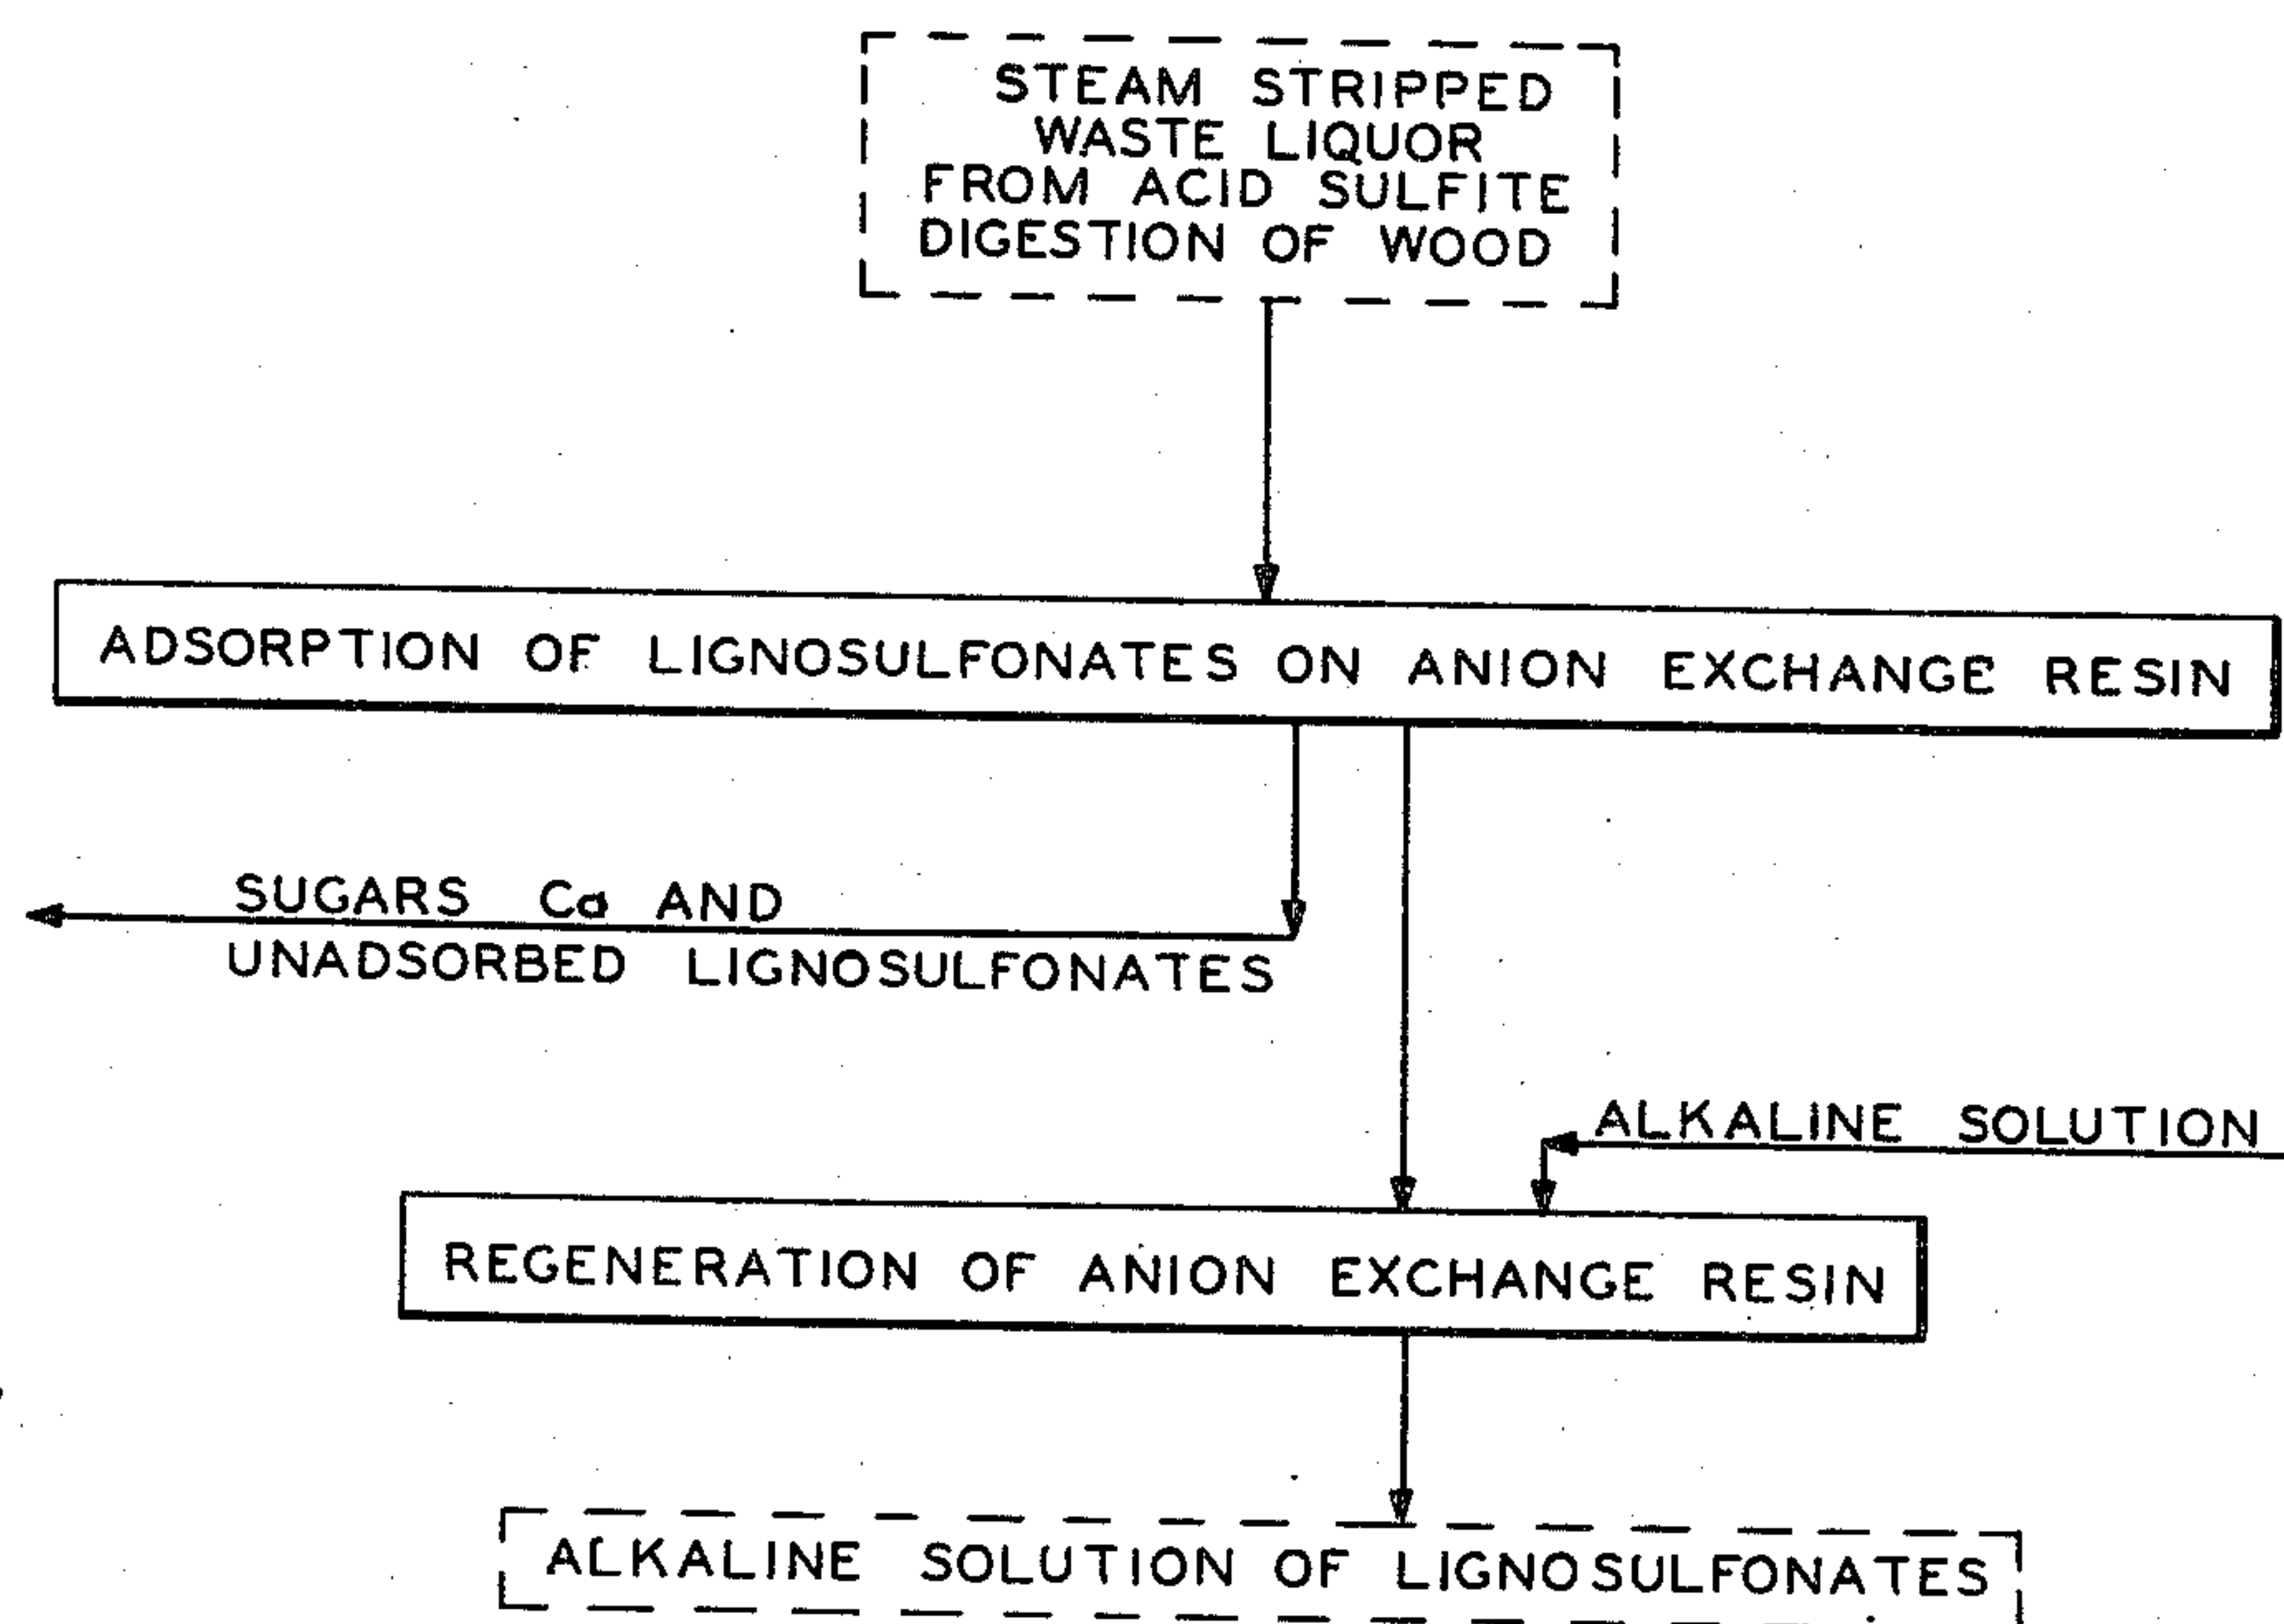 STEAM STRIPPED
WASTE LIQUOR
FROM ACID SULFITE
DIGESTION OF WOOD
ADSORPTION OF LIGNOSULFONATES ON ANION EXCHANGE RESIN
SUGARS Ca AND
UNADSORBED LIGNOSULFONATES
ALKALINE SOLUTION
REGENERATION OF ANION EXCHANGE RESIN
ALKALINE SOLUTION OF LIGNOSULFONATES